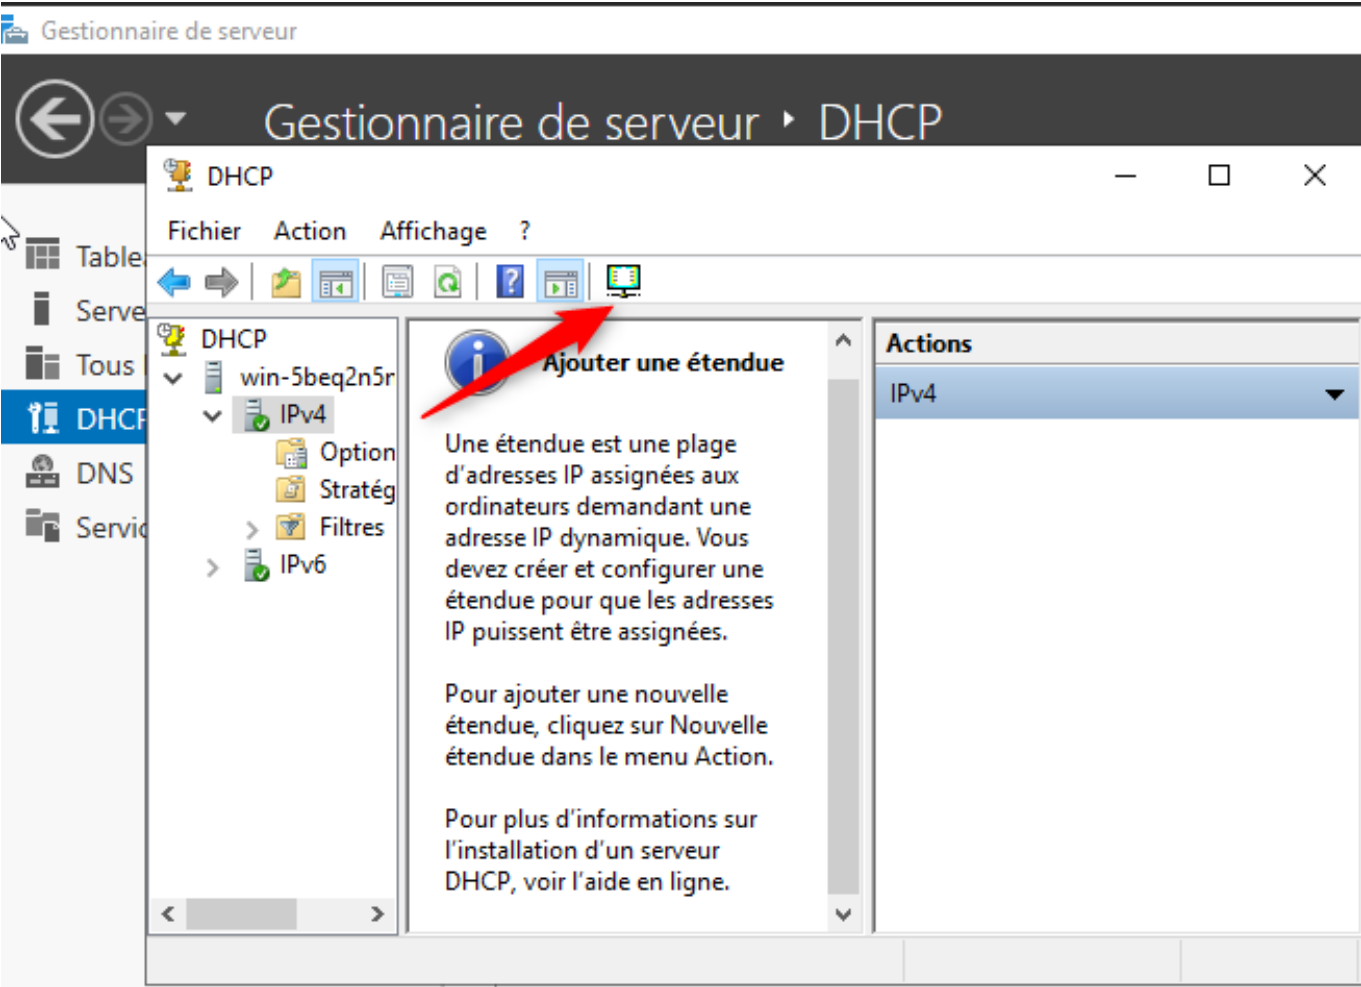 Gestionnaire de serveur
Gestionnaire de serveur ‣ DHCP
DHCP
Fichier Action Affichage ?
Table
Serve
Tous
DHCP
DNS
Servic
DHCP
win-5beq2n5r
IPv4
Option
Stratég
Filtres
IPv6
Ajouter une étendue
Une étendue est une plage
d'adresses IP assignées aux
ordinateurs demandant une
adresse IP dynamique. Vous
devez créer et configurer une
étendue pour que les adresses
IP puissent être assignées.
Pour ajouter une nouvelle
étendue, cliquez sur Nouvelle
étendue dans le menu Action.
Pour plus d'informations sur
l'installation d'un serveur
DHCP, voir l'aide en ligne.
Actions
IPv4